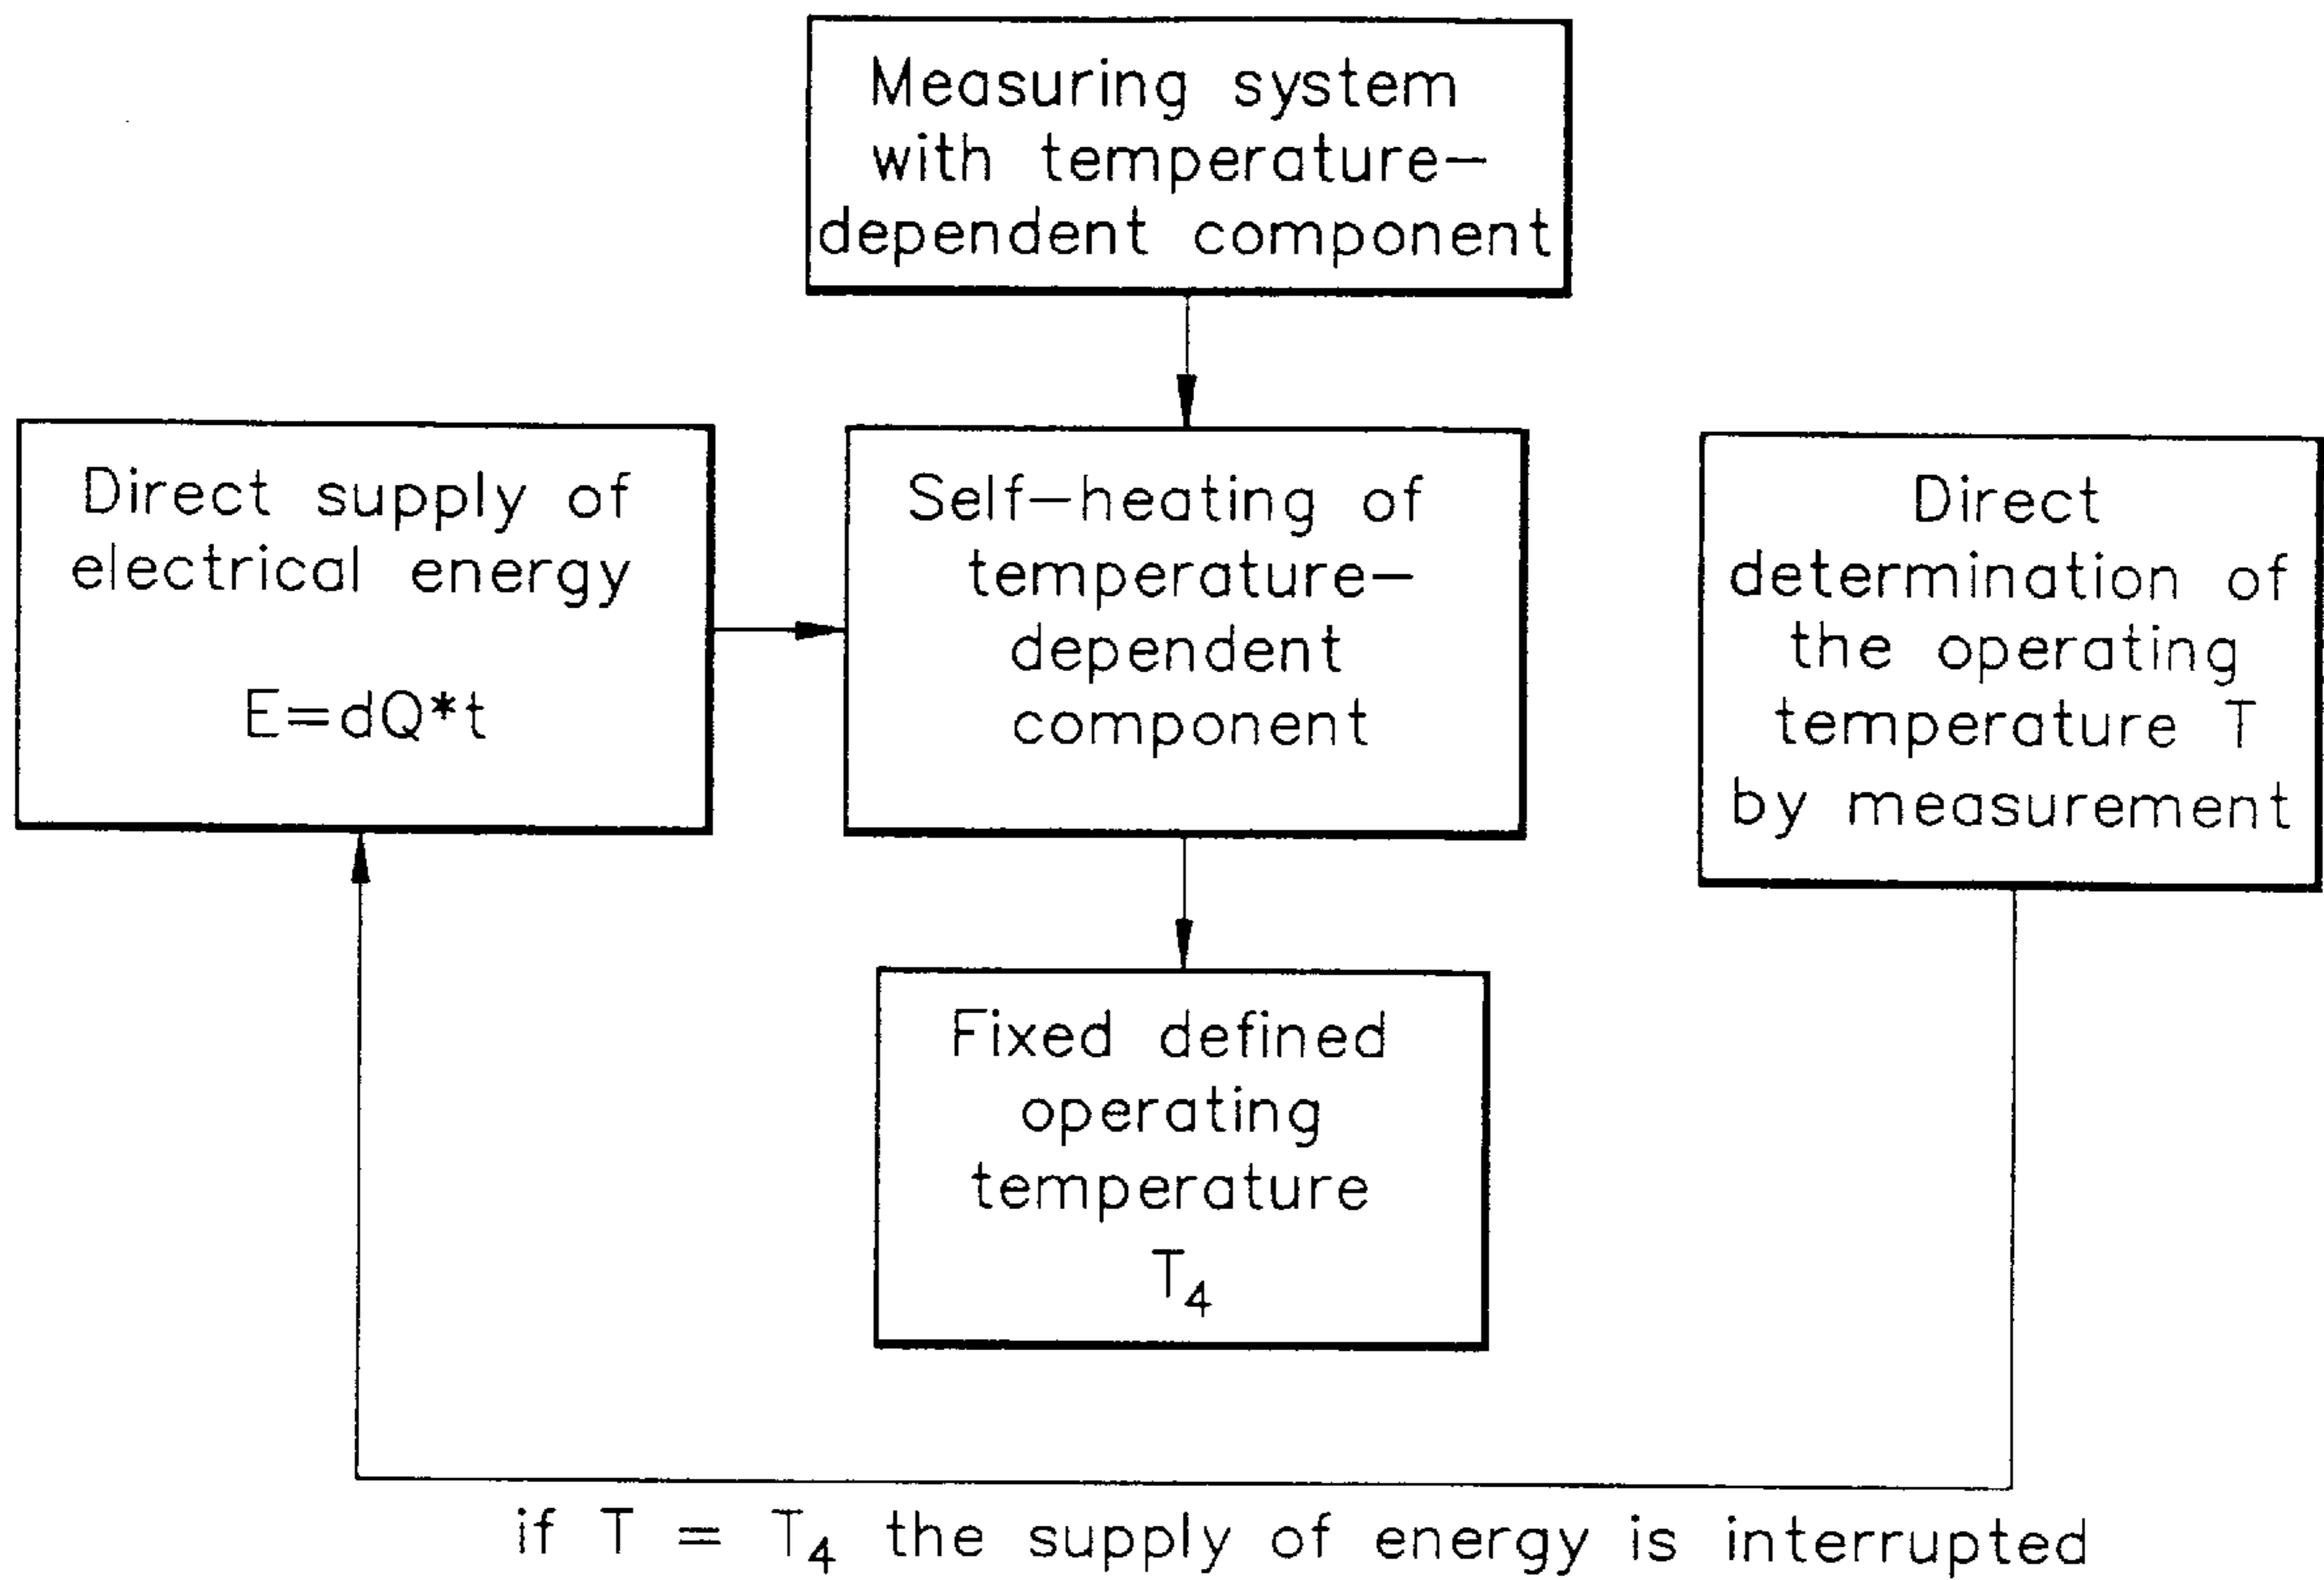 Measuring system
with temperature–
dependent component
Direct supply of
electrical energy
E=dQ*t
Self–heating of
temperature–
dependent
component
Direct
determination of
the operating
temperature T
by measurement
Fixed defined
operating
temperature
T₄
if T = T₄ the supply of energy is interrupted